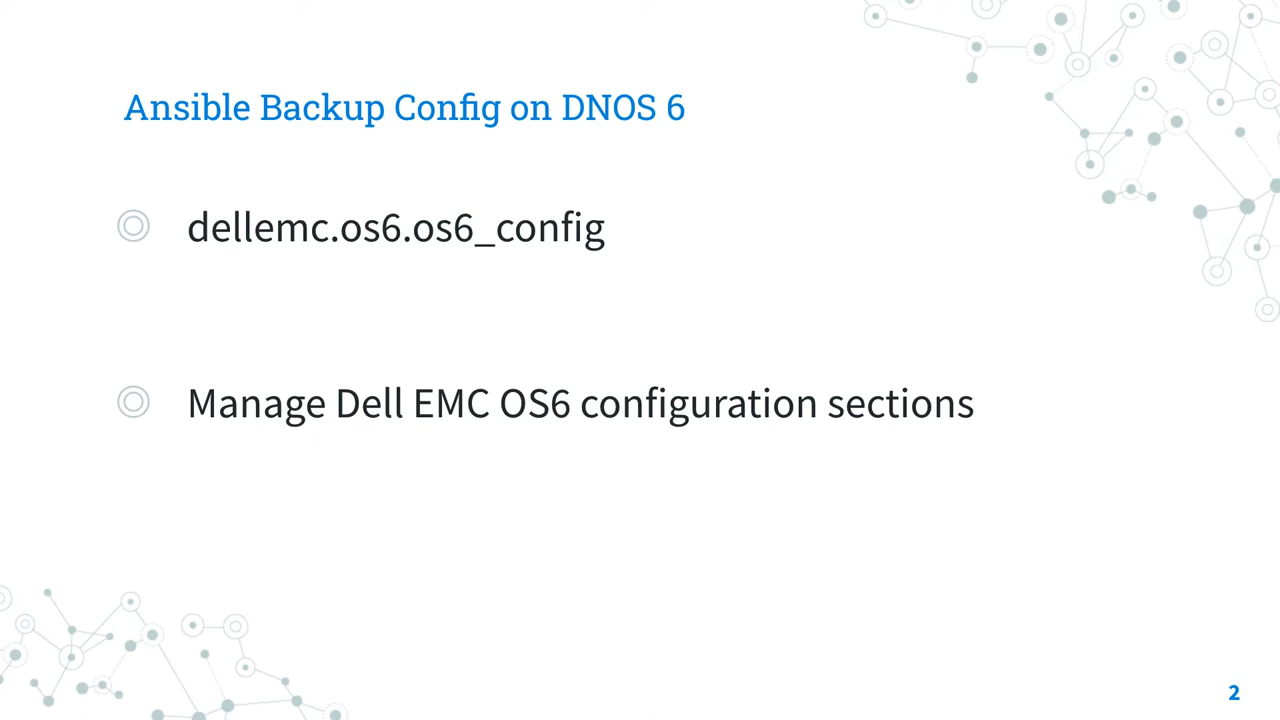 Ansible Backup Config on DNOS 6
dellemc.os6.os6_config
Manage Dell EMC OS6 configuration sections
2